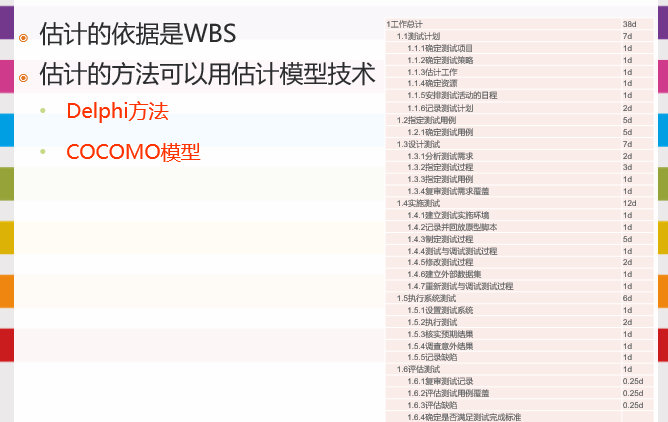 估计的依据是WBS
估计的方法可以用估计模型技术
Delphi方法
COCOMO模型
1工作总计 38d
1.1测试计划 7d
1.1.1确定测试项目 1d
1.1.2确定测试策略 1d
1.1.3估计工作 1d
1.1.4确定资源 1d
1.1.5安排测试活动的日程 1d
1.1.6记录测试计划 2d
1.2指定测试用例 5d
1.2.1确定测试用例 5d
1.3设计测试 7d
1.3.1分析测试需求 2d
1.3.2指定测试过程 3d
1.3.3指定测试用例 1d
1.3.4复审测试需求覆盖 1d
1.4实施测试 12d
1.4.1建立测试实施环境 1d
1.4.2记录并回放原型脚本 1d
1.4.3制定测试过程 5d
1.4.4测试与调试测试过程 1d
1.4.5修改测试过程 2d
1.4.6建立外部数据集 1d
1.4.7重新测试与调试测试过程 1d
1.5执行系统测试 6d
1.5.1设置测试系统 1d
1.5.2执行测试 2d
1.5.3核实预期结果 1d
1.5.4调查意外结果 1d
1.5.5记录缺陷 1d
1.6评估测试 1d
1.6.1复审测试记录 0.25d
1.6.2评估测试用例覆盖 0.25d
1.6.3评估缺陷 0.25d
1.6.4确定是否满足测试完成标准